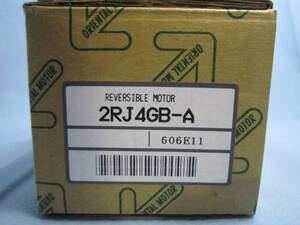 ORIENTAL MOTOR
REVERSIBLE MOTOR
2RJ4GB-A
606E11
ORIENTAL MOTOR